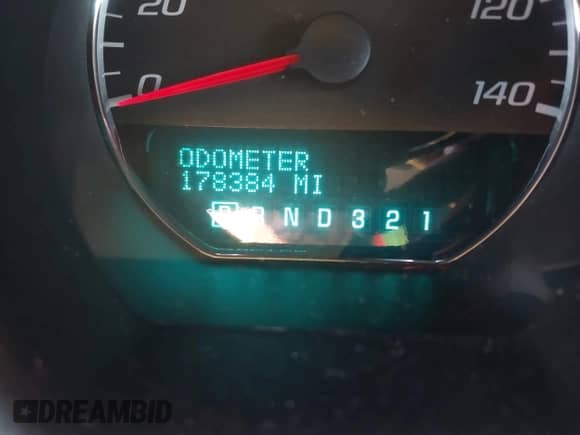 20
120
0
140
ODOMETER
178384 MI
P R N D 3 2 1
DREAMBID